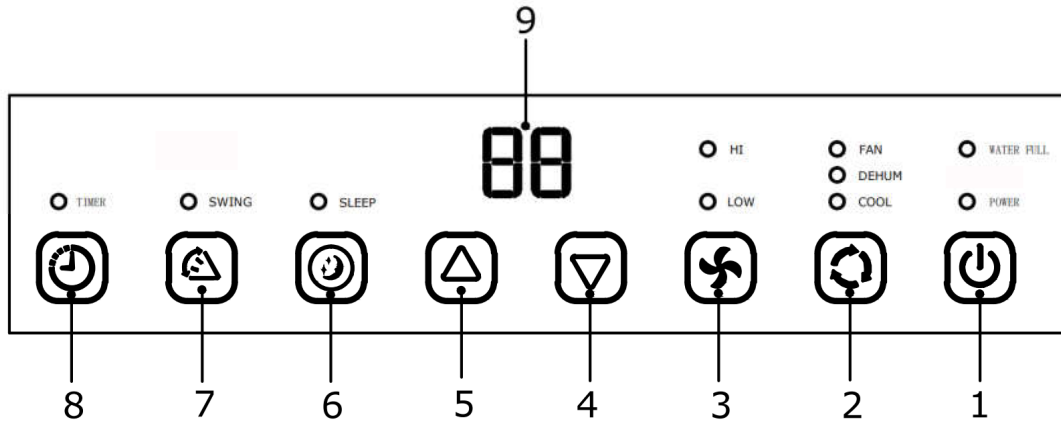 9
88
HI
FAN
WATER FULL
DEHUM
TIMER
SWING
SLEEP
LOW
COOL
POWER
8
7
6
5
4
3
2
1